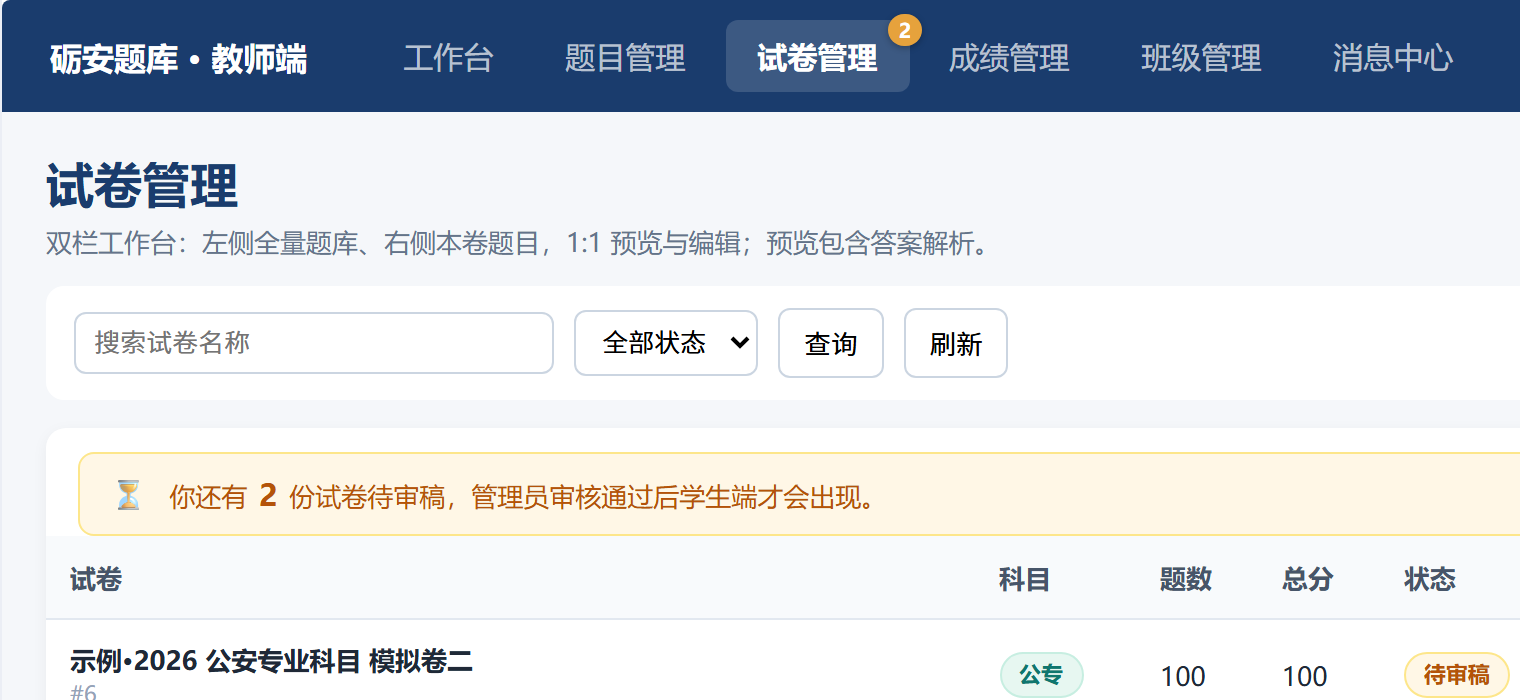 砺安题库 • 教师端 工作台 题目管理 试卷管理 2 成绩管理 班级管理 消息中心
试卷管理
双栏工作台：左侧全量题库、右侧本卷题目，1:1 预览与编辑；预览包含答案解析。
搜索试卷名称 全部状态 查询 刷新
⏳ 你还有 2 份试卷待审稿，管理员审核通过后学生端才会出现。
试卷 科目 题数 总分 状态
示例•2026 公安专业科目 模拟卷二 公专 100 100 待审稿
#6